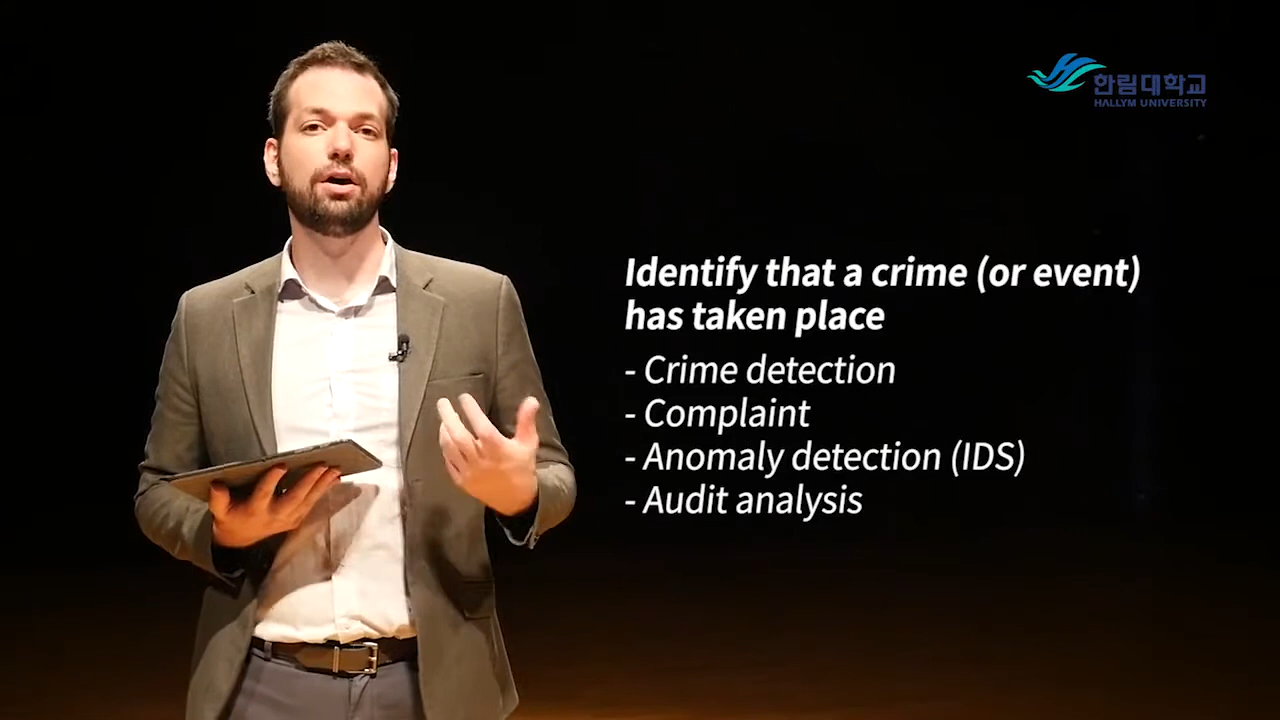 한림대학교
HALLYM UNIVERSITY
Identify that a crime (or event)
has taken place
- Crime detection
- Complaint
- Anomaly detection (IDS)
- Audit analysis